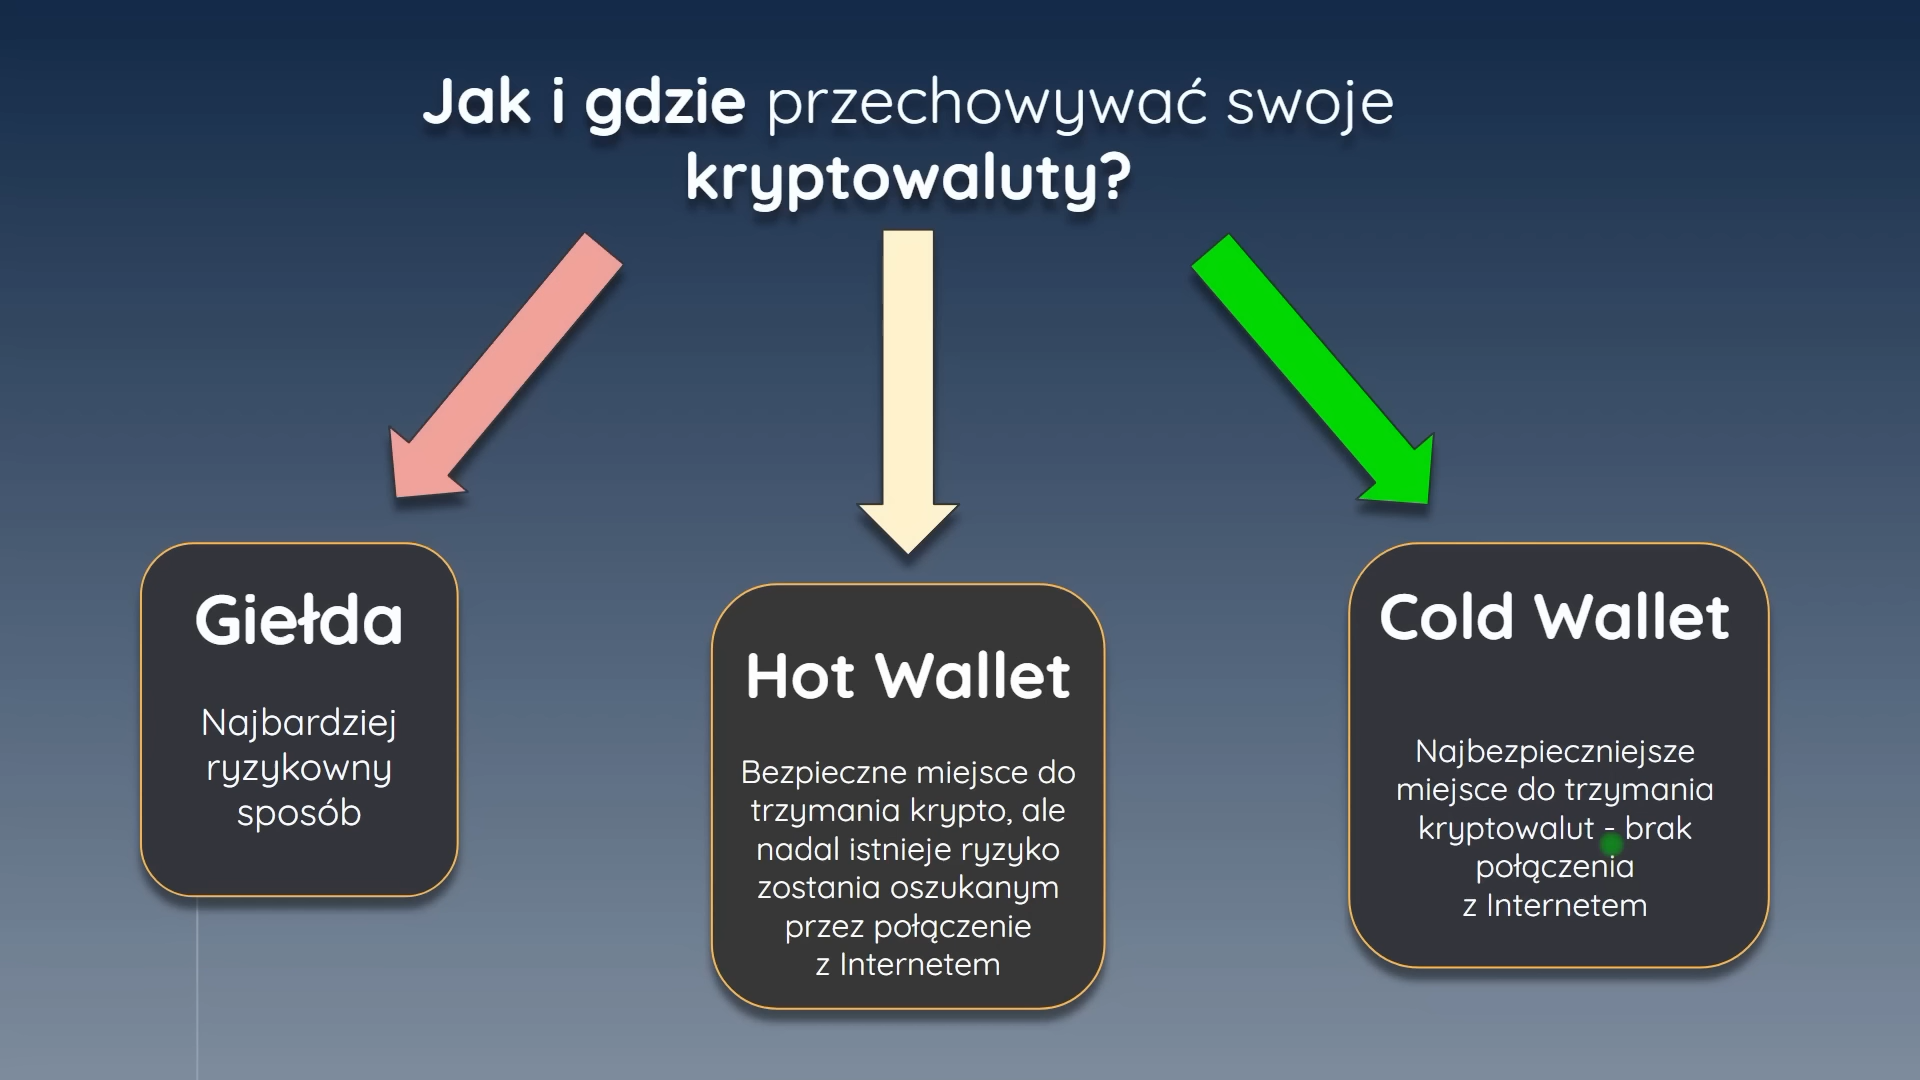 Jak i gdzie przechowywać swoje
kryptowaluty?
Giełda
Najbardziej
ryzykowny
sposób
Hot Wallet
Bezpieczne miejsce do
trzymania krypto, ale
nadal istnieje ryzyko
zostania oszukanym
przez połączenie
z Internetem
Cold Wallet
Najbezpieczniejsze
miejsce do trzymania
kryptowalut - brak
połączenia
z Internetem